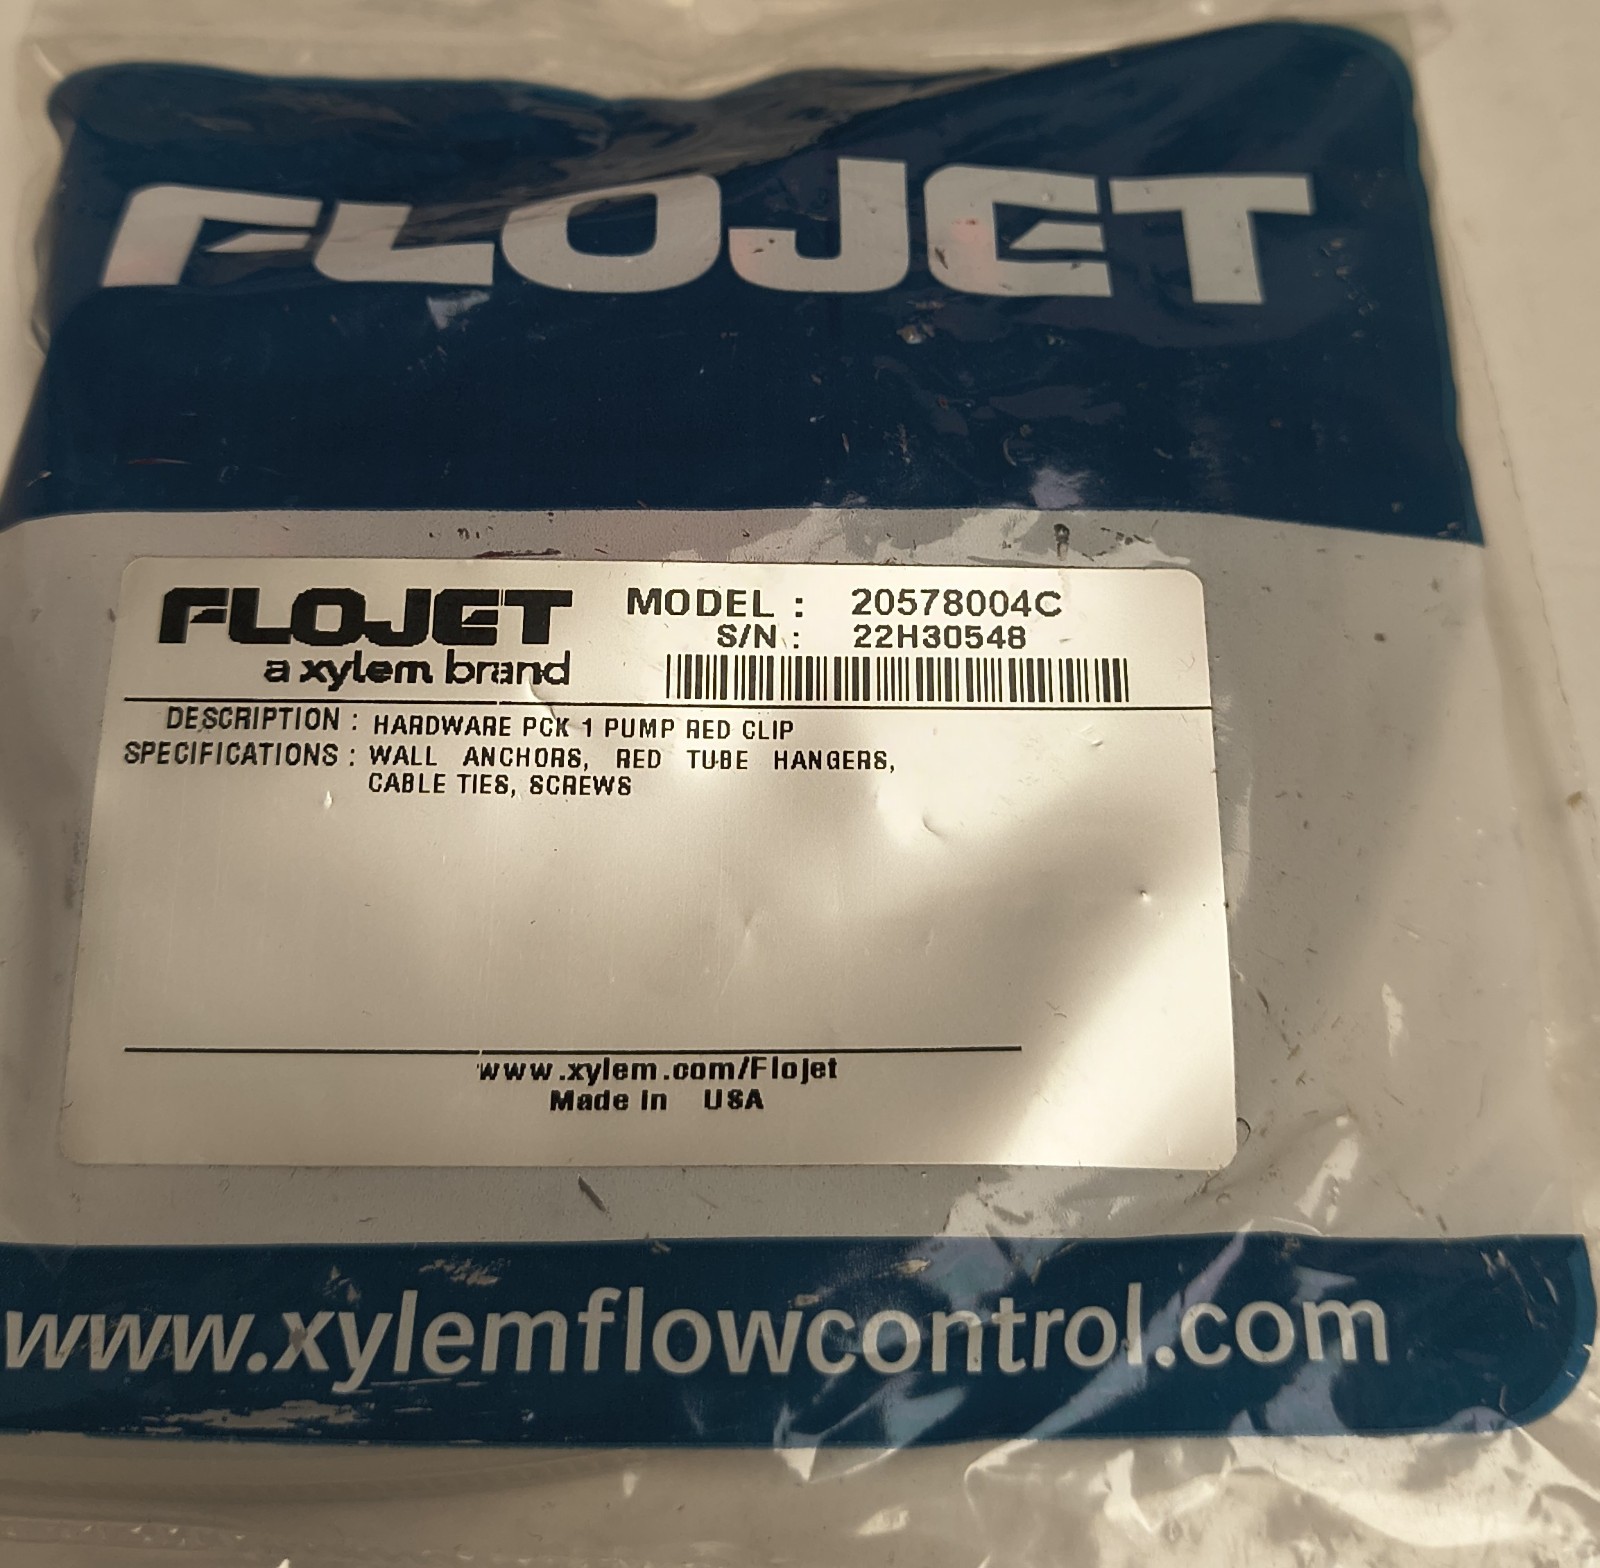 FLOJET
FLOJET
a xylem brand
MODEL : 20578004C
S/N : 22H30548
DESCRIPTION : HARDWARE PCK 1 PUMP RED CLIP
SPECIFICATIONS : WALL ANCHORS, RED TUBE HANGERS,
CABLE TIES, SCREWS
www.xylem.com/Flojet
Made in USA
www.xylemflowcontrol.com